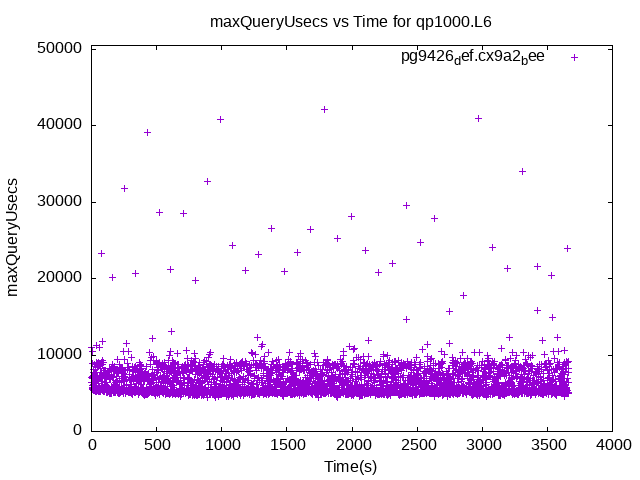 maxQueryUsecs vs Time for qp1000.L6
pg9426def.cx9a2bee
50000
40000
30000
20000
10000
0
maxQueryUsecs
0 500 1000 1500 2000 2500 3000 3500 4000
Time(s)